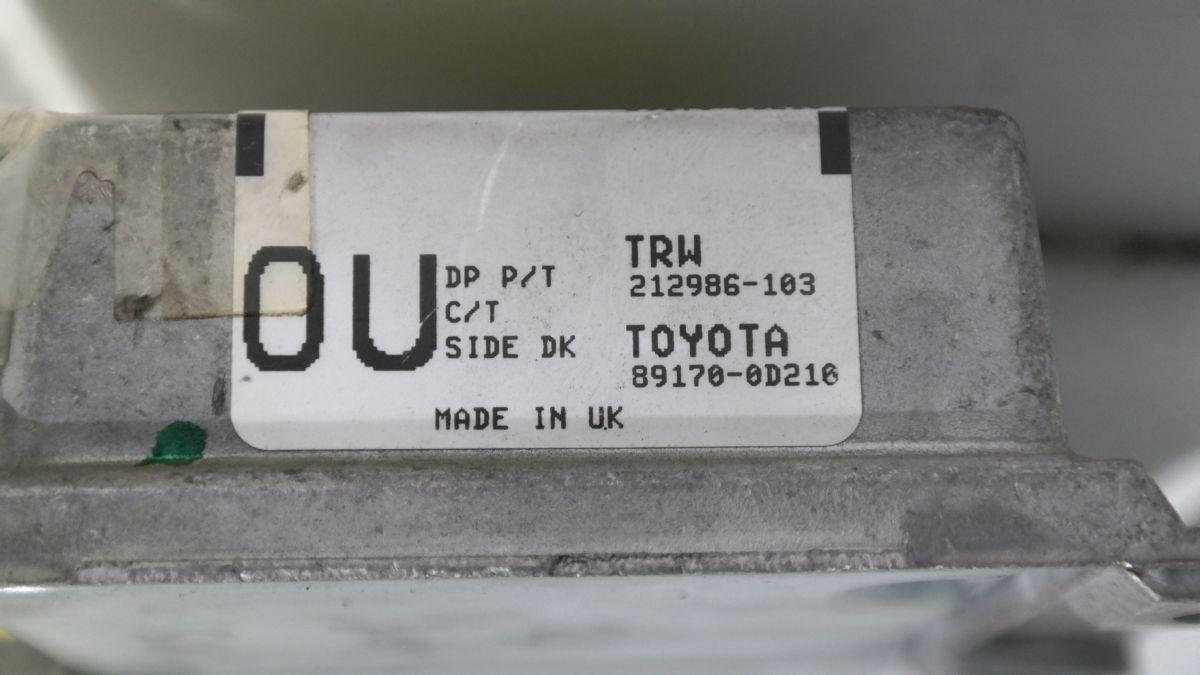 0U
DP P/T
C/T
SIDE DK
TRW
212986-103
TOYOTA
89170-0D210
MADE IN UK